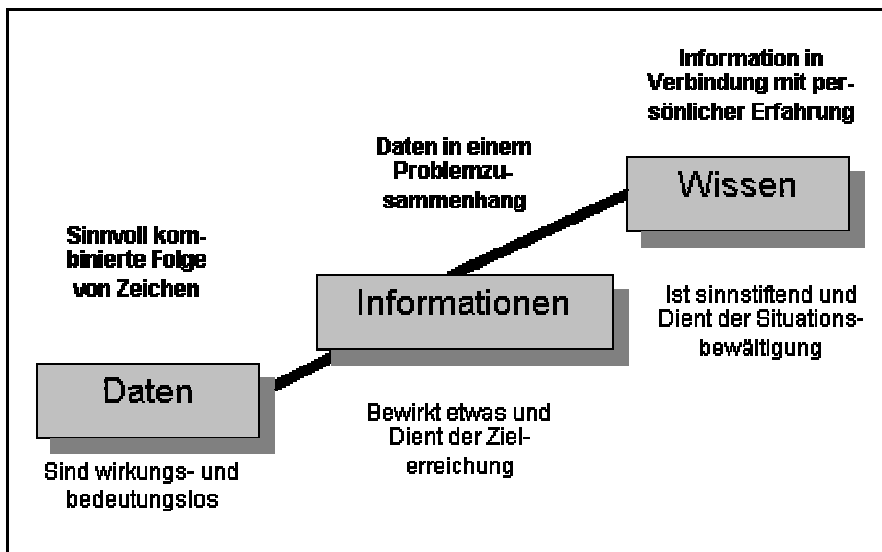 Sinnvoll kom-
binierte Folge
von Zeichen
Daten
Sind wirkungs- und
bedeutungslos
Daten in einem
Problemzu-
sammenhang
Informationen
Bewirkt etwas und
Dient der Ziel-
erreichung
Information in
Verbindung mit per-
sönlicher Erfahrung
Wissen
Ist sinnstiftend und
Dient der Situations-
bewältigung